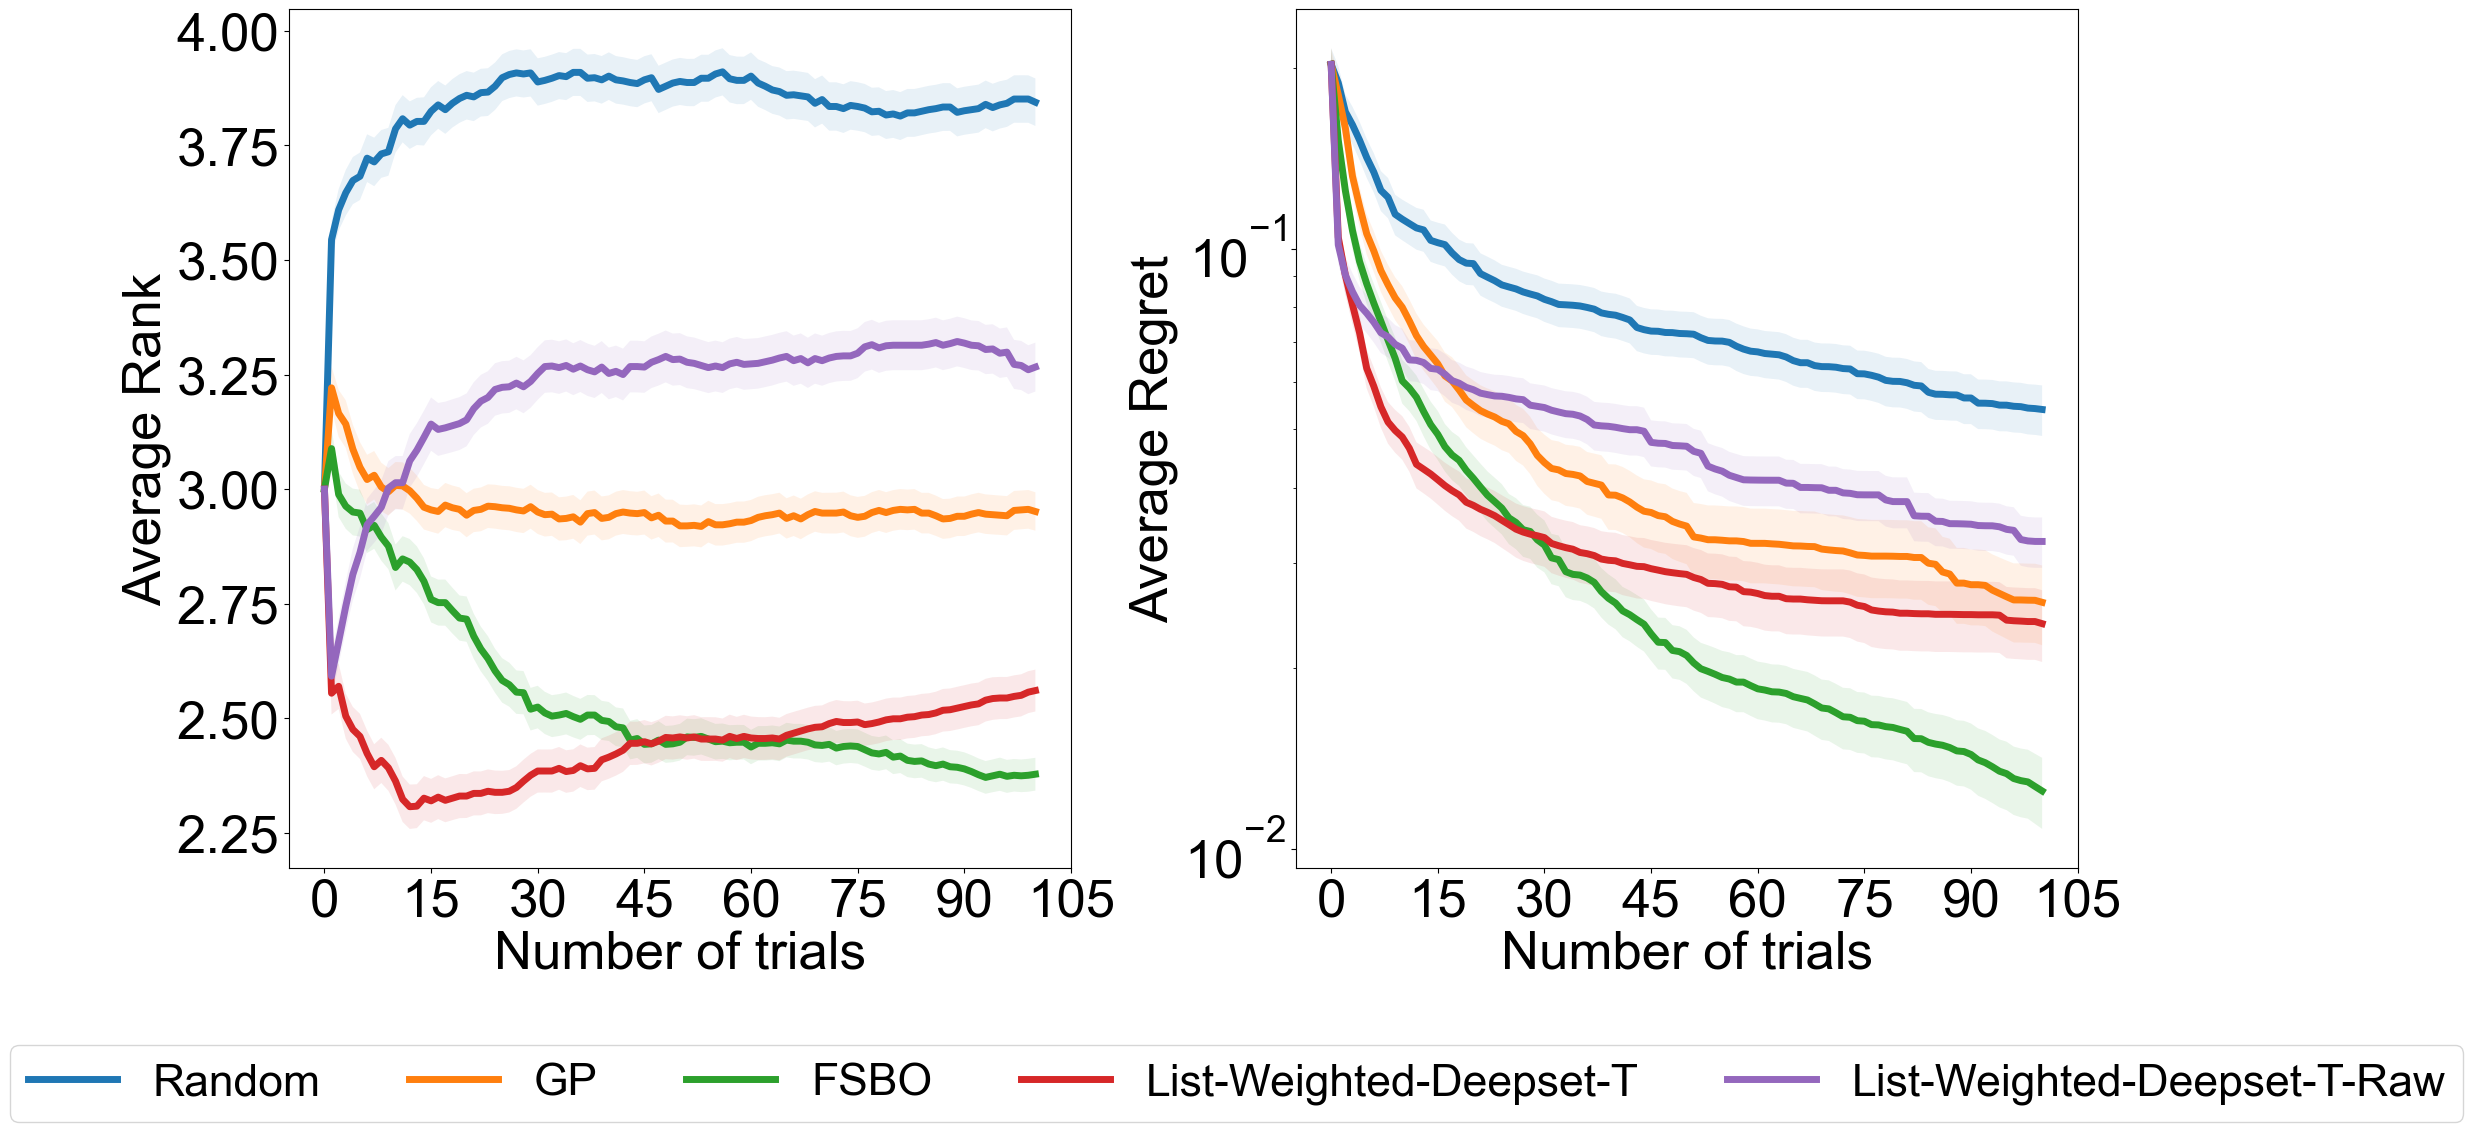 4.00
3.75
3.50
3.25
3.00
2.75
2.50
2.25
Average Rank
0 15 30 45 60 75 90 105
Number of trials
10⁻¹
10⁻²
Average Regret
0 15 30 45 60 75 90 105
Number of trials
Random GP FSBO List-Weighted-Deepset-T List-Weighted-Deepset-T-Raw